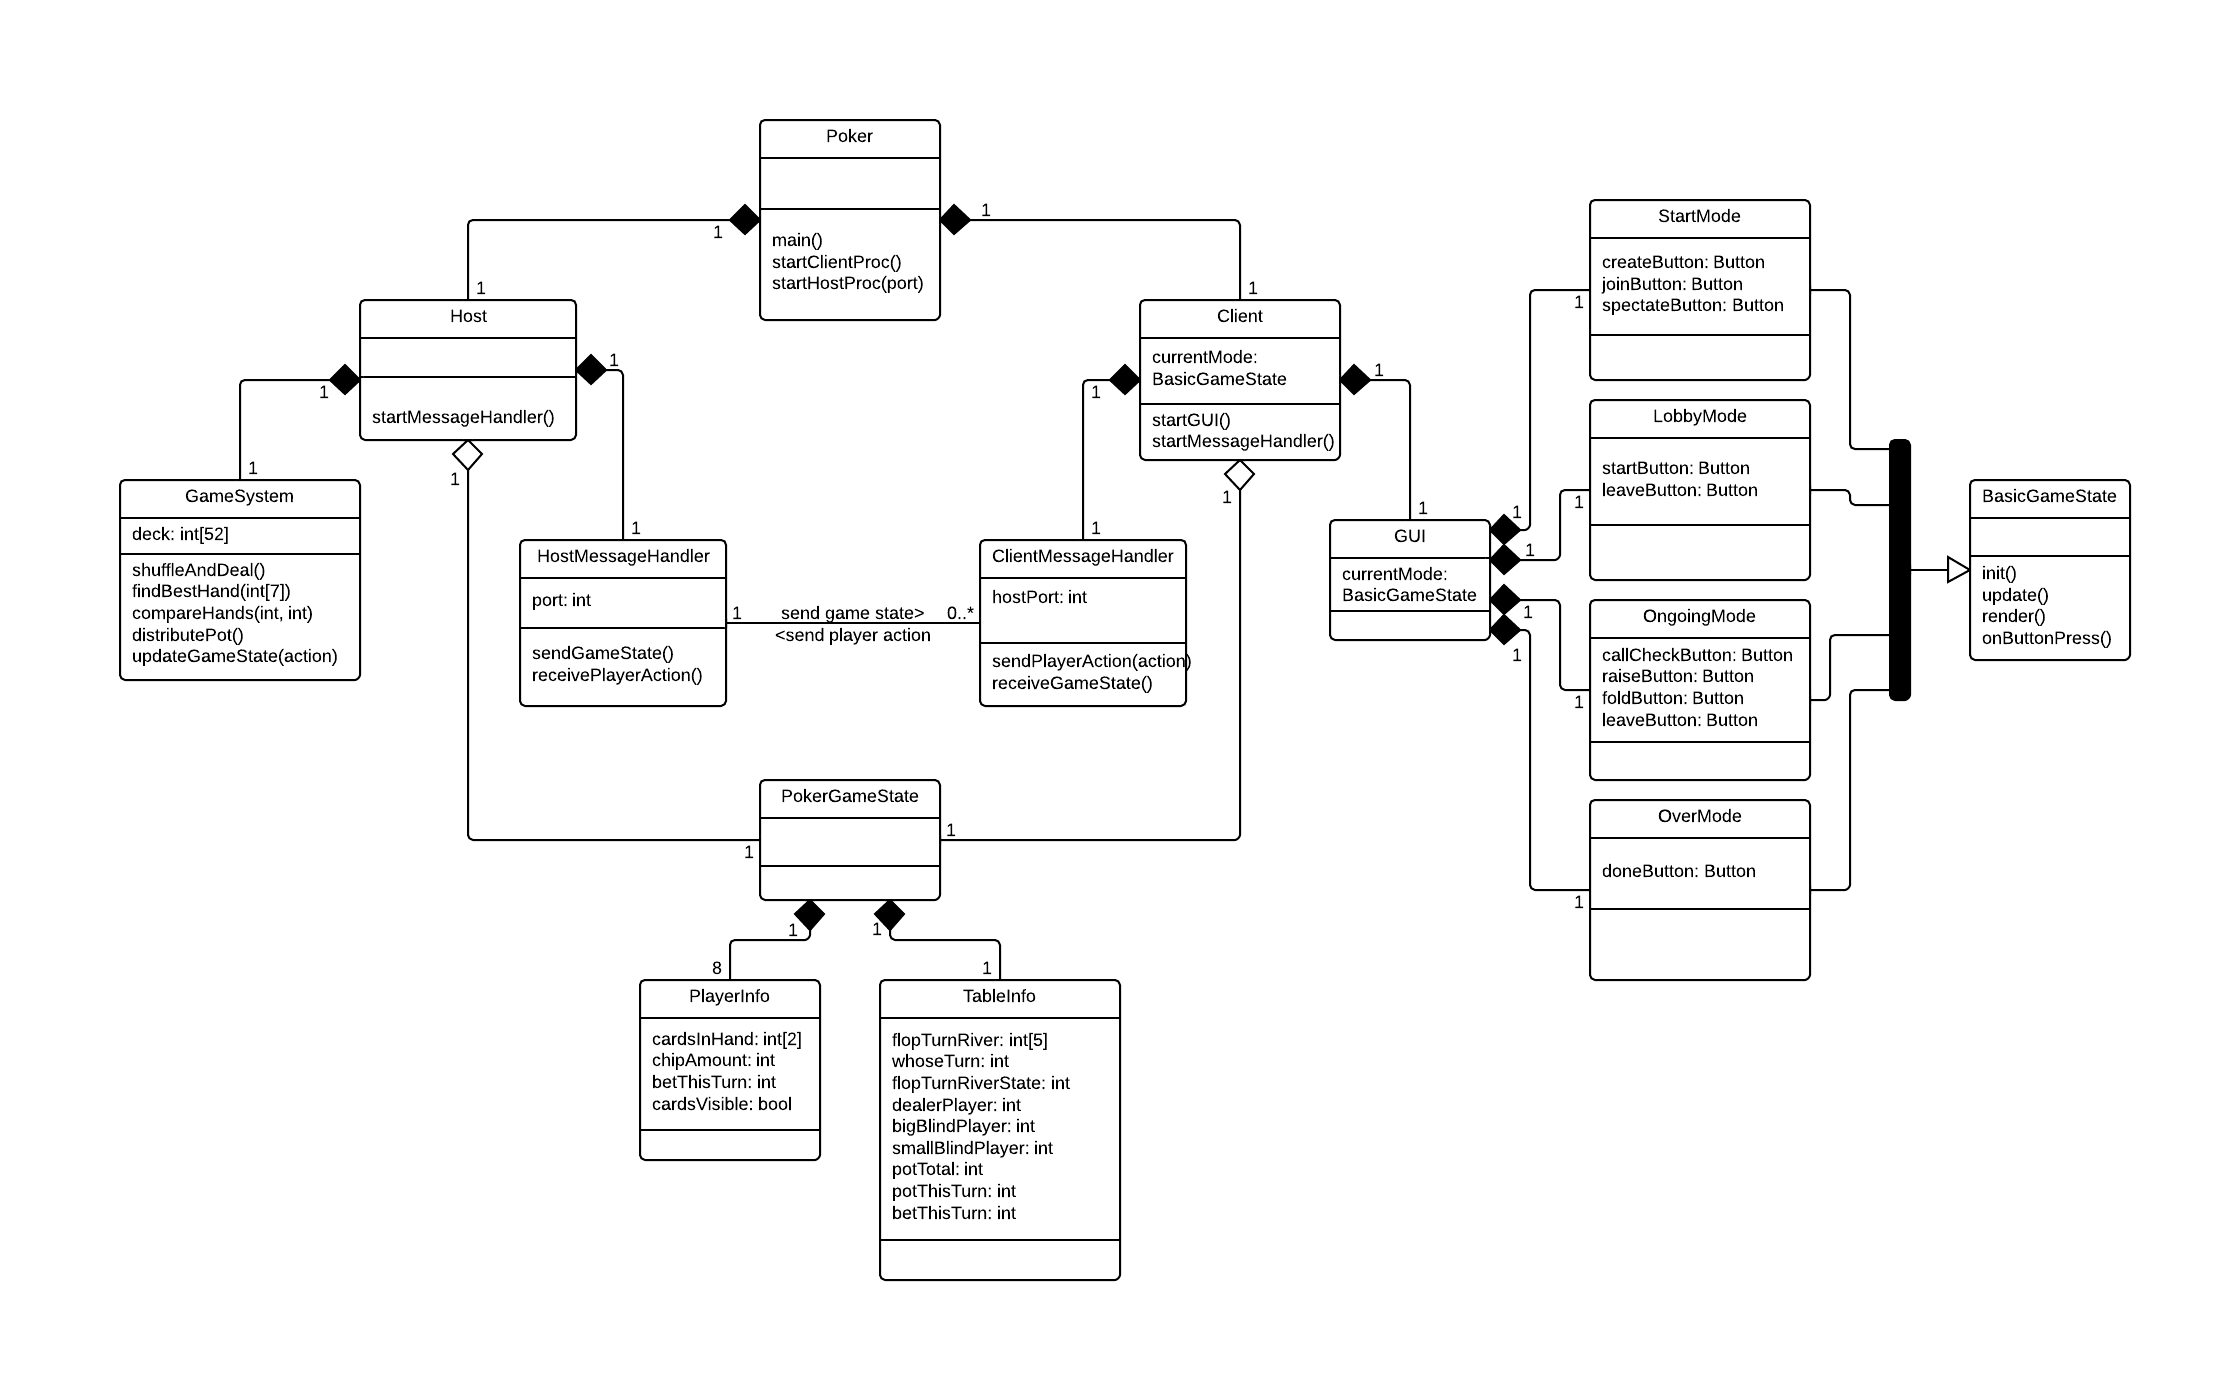 Poker
main()
startClientProc()
startHostProc(port)
1
1
1
1
Host
startMessageHandler()
1
1
1
Client
currentMode:
BasicGameState
startGUI()
startMessageHandler()
1
1
1
1
GameSystem
deck: int[52]
shuffleAndDeal()
findBestHand(int[7])
compareHands(int, int)
distributePot()
updateGameState(action)
1
HostMessageHandler
port: int
sendGameState()
receivePlayerAction()
1
send game state>
0..*
<send player action
1
ClientMessageHandler
hostPort: int
sendPlayerAction(action)
receiveGameState()
1
GUI
currentMode:
BasicGameState
1
1
1
1
1
StartMode
createButton: Button
joinButton: Button
spectateButton: Button
1
LobbyMode
startButton: Button
leaveButton: Button
1
OngoingMode
callCheckButton: Button
raiseButton: Button
foldButton: Button
leaveButton: Button
1
OverMode
doneButton: Button
BasicGameState
init()
update()
render()
onButtonPress()
1
PokerGameState
1
1
1
8
PlayerInfo
cardsInHand: int[2]
chipAmount: int
betThisTurn: int
cardsVisible: bool
1
TableInfo
flopTurnRiver: int[5]
whoseTurn: int
flopTurnRiverState: int
dealerPlayer: int
bigBlindPlayer: int
smallBlindPlayer: int
potTotal: int
potThisTurn: int
betThisTurn: int